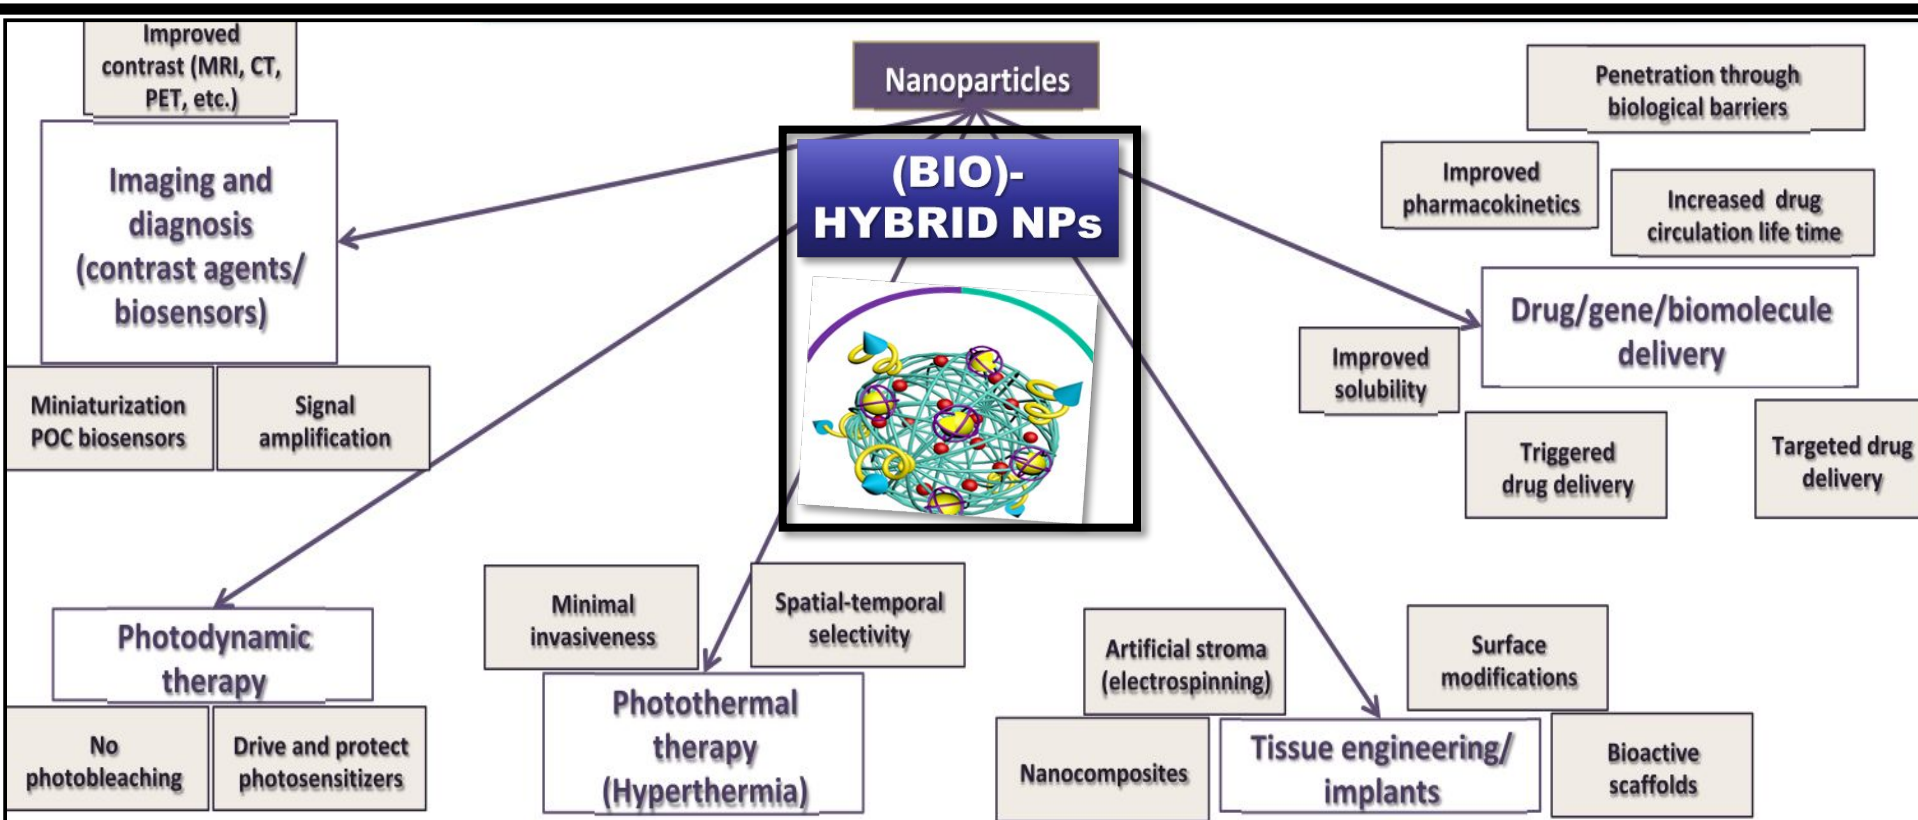 Improved
contrast (MRI, CT,
PET, etc.)
Imaging and
diagnosis
(contrast agents/
biosensors)
Miniaturization
POC biosensors
Signal
amplification
Nanoparticles
(BIO)-
HYBRID NPs
Penetration through
biological barriers
Improved
pharmacokinetics
Increased drug
circulation life time
Drug/gene/biomolecule
delivery
Improved
solubility
Triggered
drug delivery
Targeted drug
delivery
Photodynamic
therapy
No
photobleaching
Drive and protect
photosensitizers
Minimal
invasiveness
Spatial-temporal
selectivity
Photothermal
therapy
(Hyperthermia)
Artificial stroma
(electrospinning)
Surface
modifications
Nanocomposites
Tissue engineering/
implants
Bioactive
scaffolds